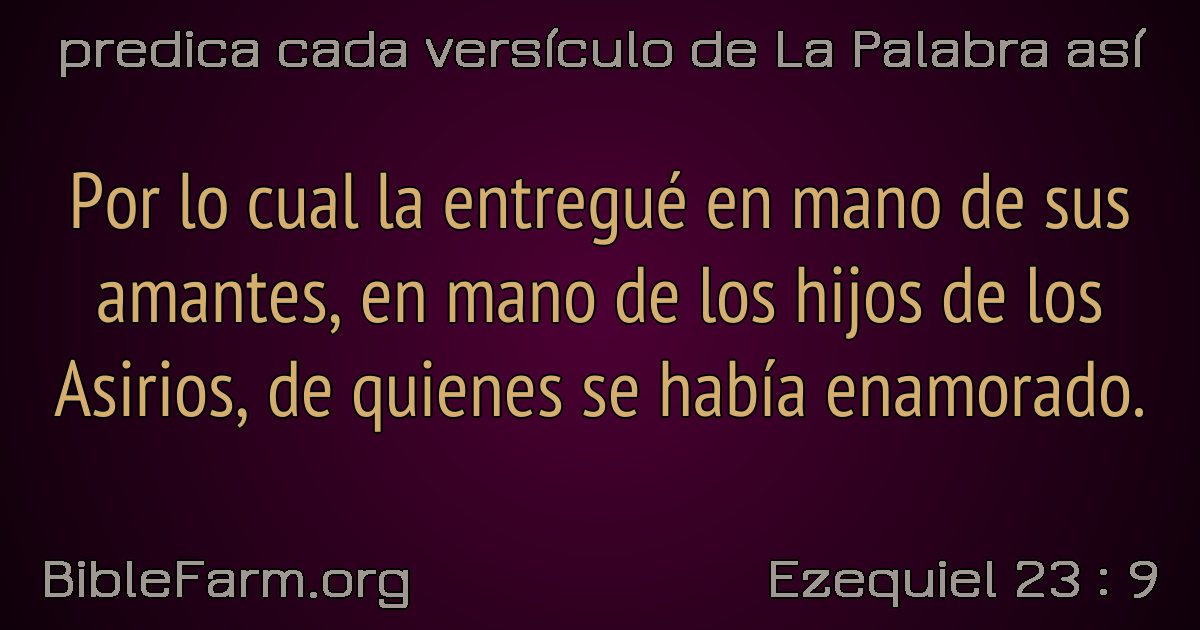 predica cada versículo de La Palabra así
Por lo cual la entregué en mano de sus
amantes, en mano de los hijos de los
Asirios, de quienes se había enamorado.
BibleFarm.org
Ezequiel 23 : 9